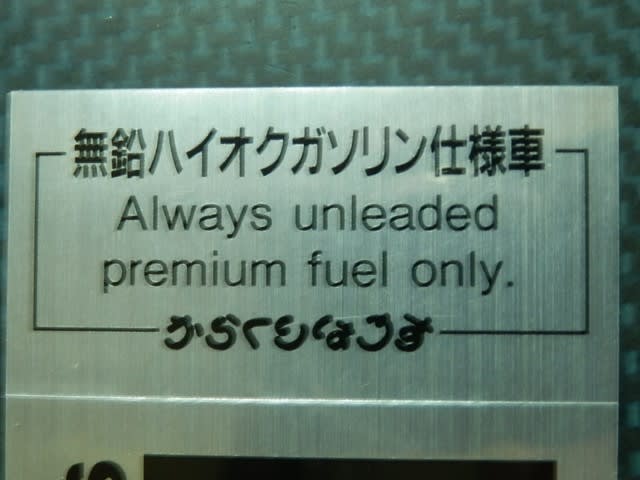 無鉛ハイオクガソリン仕様車
Always unleaded
premium fuel only.